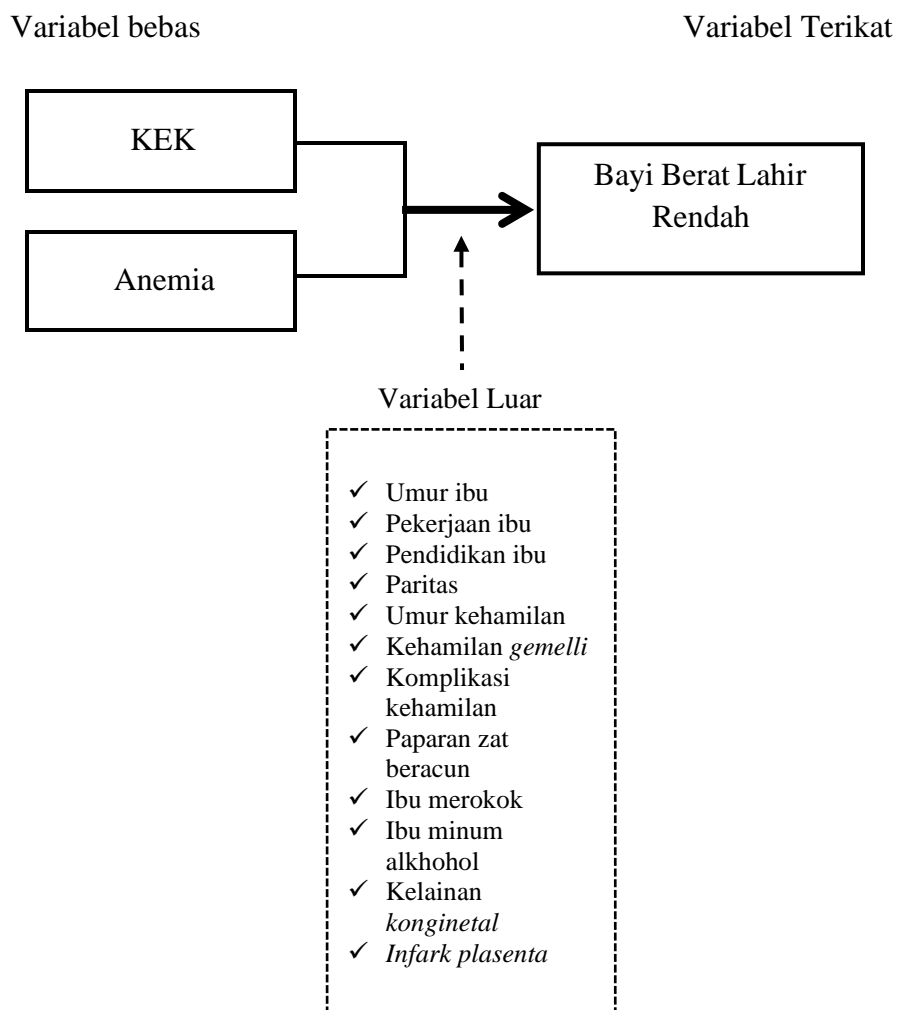 Variabel bebas
Variabel Terikat
KEK
Bayi Berat Lahir
Rendah
Anemia
Variabel Luar
✓ Umur ibu
✓ Pekerjaan ibu
✓ Pendidikan ibu
✓ Paritas
✓ Umur kehamilan
✓ Kehamilan gemelli
✓ Komplikasi
kehamilan
✓ Paparan zat
beracun
✓ Ibu merokok
✓ Ibu minum
alkhohol
✓ Kelainan
konginetal
✓ Infark plasenta